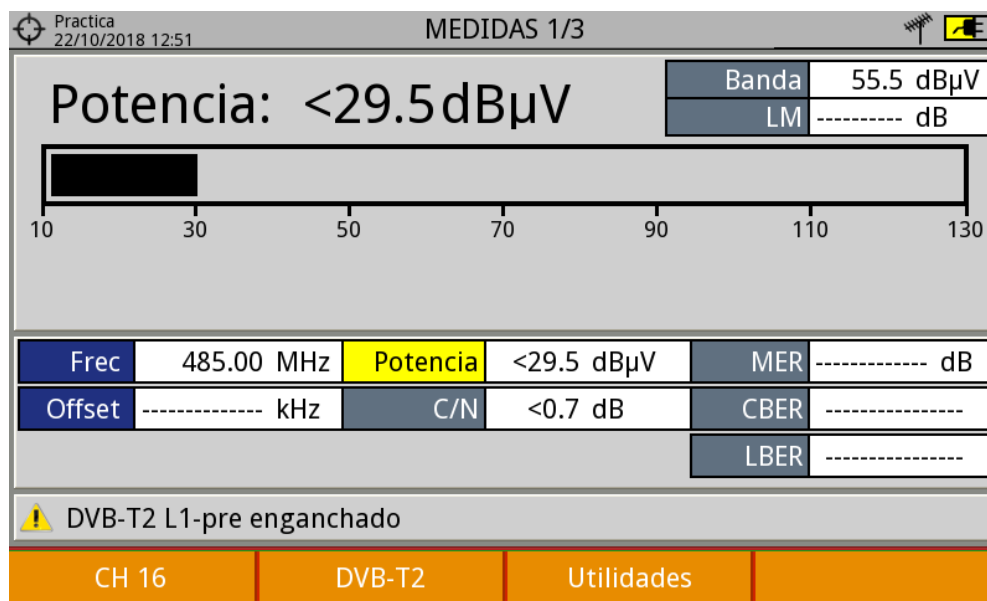 Practica
22/10/2018 12:51
MEDIDAS 1/3
Potencia: <29.5 dBµV
Banda 55.5 dBµV
LM ---------- dB
10 30 50 70 90 110 130
Frec 485.00 MHz Potencia <29.5 dBµV MER ------------- dB
Offset -------------- kHz C/N <0.7 dB CBER ----------------
LBER ----------------
DVB-T2 L1-pre enganchado
CH 16 DVB-T2 Utilidades